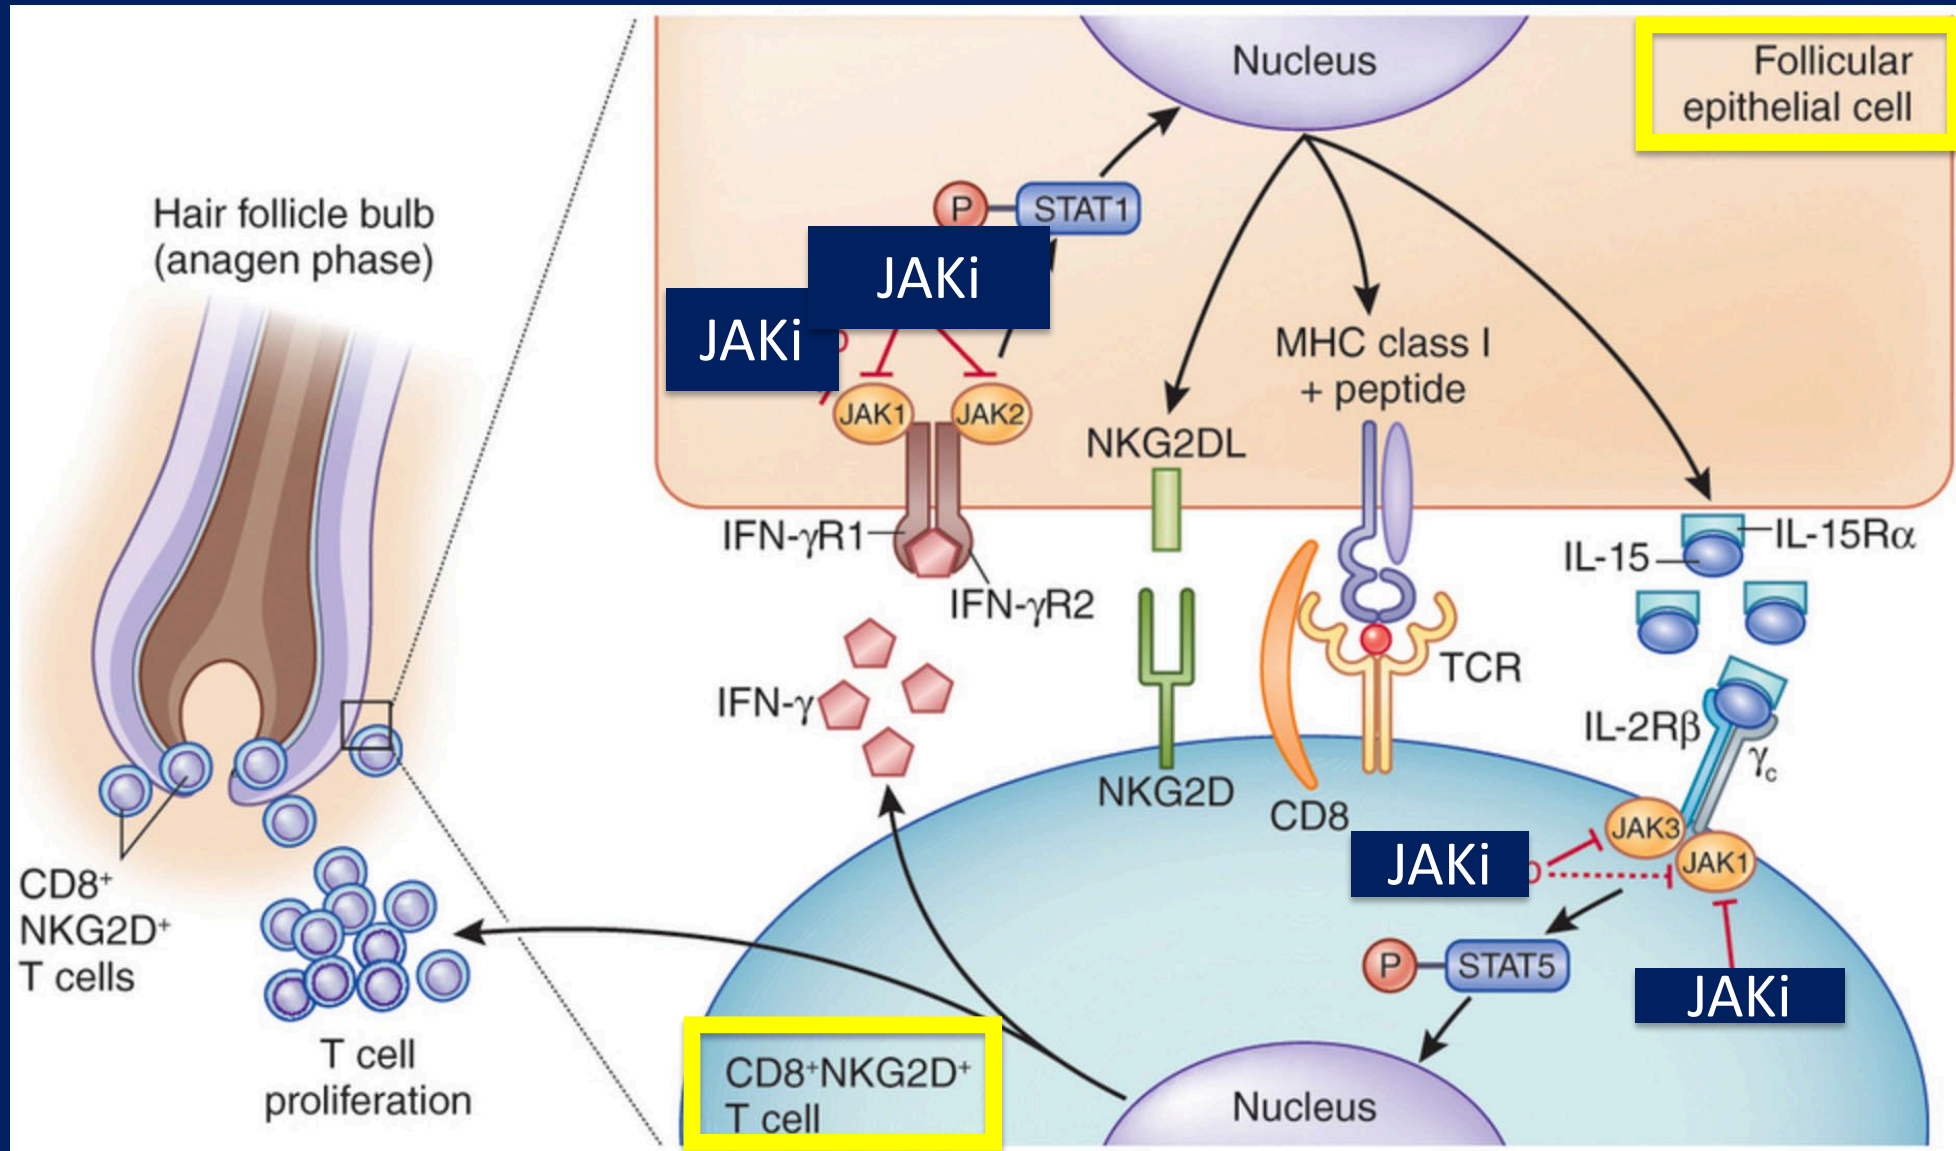 Hair follicle bulb
(anagen phase)
CD8⁺
NKG2D⁺
T cells
T cell
proliferation
Nucleus
Follicular
epithelial cell
P
STAT1
JAKi
JAKi
JAK1
JAK2
MHC class I
+ peptide
NKG2DL
IFN-γR1
IFN-γR2
IFN-γ
IL-15
IL-15Rα
TCR
NKG2D
CD8
IL-2Rβ
γc
JAK3
JAK1
JAKi
JAKi
P
STAT5
CD8⁺NKG2D⁺
T cell
Nucleus